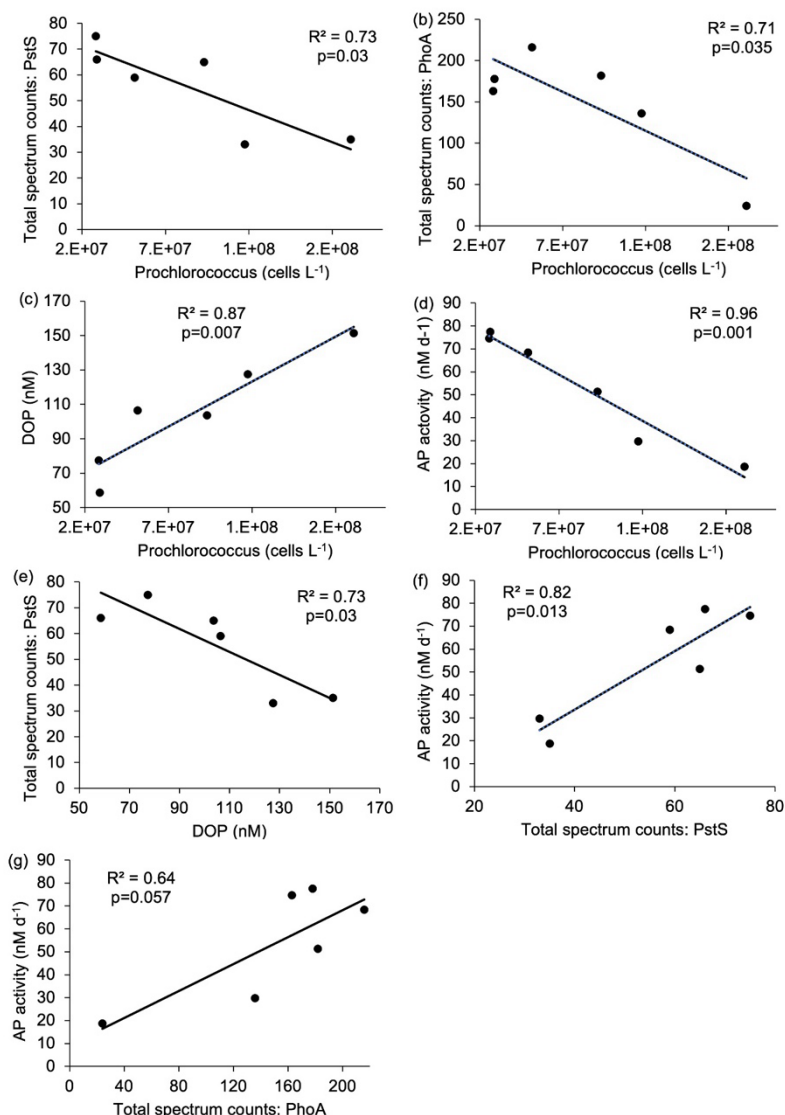 80
70
60
50
40
30
20
10
0
Total spectrum counts: PstS
R² = 0.73
p=0.03
2.E+07 7.E+07 1.E+08 2.E+08
Prochlorococcus (cells L⁻¹)
(b)
250
200
150
100
50
0
Total spectrum counts: PhoA
R² = 0.71
p=0.035
2.E+07 7.E+07 1.E+08 2.E+08
Prochlorococcus (cells L⁻¹)
(c)
170
150
130
110
90
70
50
DOP (nM)
R² = 0.87
p=0.007
2.E+07 7.E+07 1.E+08 2.E+08
Prochlorococcus (cells L⁻¹)
(d)
90
80
70
60
50
40
30
20
10
0
AP actovity (nM d-1)
R² = 0.96
p=0.001
2.E+07 7.E+07 1.E+08 2.E+08
Prochlorococcus (cells L⁻¹)
(e)
80
70
60
50
40
30
20
10
0
Total spectrum counts: PstS
R² = 0.73
p=0.03
50 70 90 110 130 150 170
DOP (nM)
(f)
90
80
70
60
50
40
30
20
10
0
AP activity (nM d⁻¹)
R² = 0.82
p=0.013
20 40 60 80
Total spectrum counts: PstS
(g)
90
80
70
60
50
40
30
20
10
0
AP activity (nM d⁻¹)
R² = 0.64
p=0.057
0 40 80 120 160 200
Total spectrum counts: PhoA